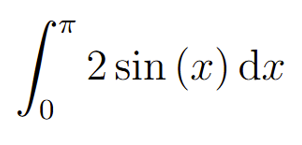 ∫₀^π 2 sin (x) dx